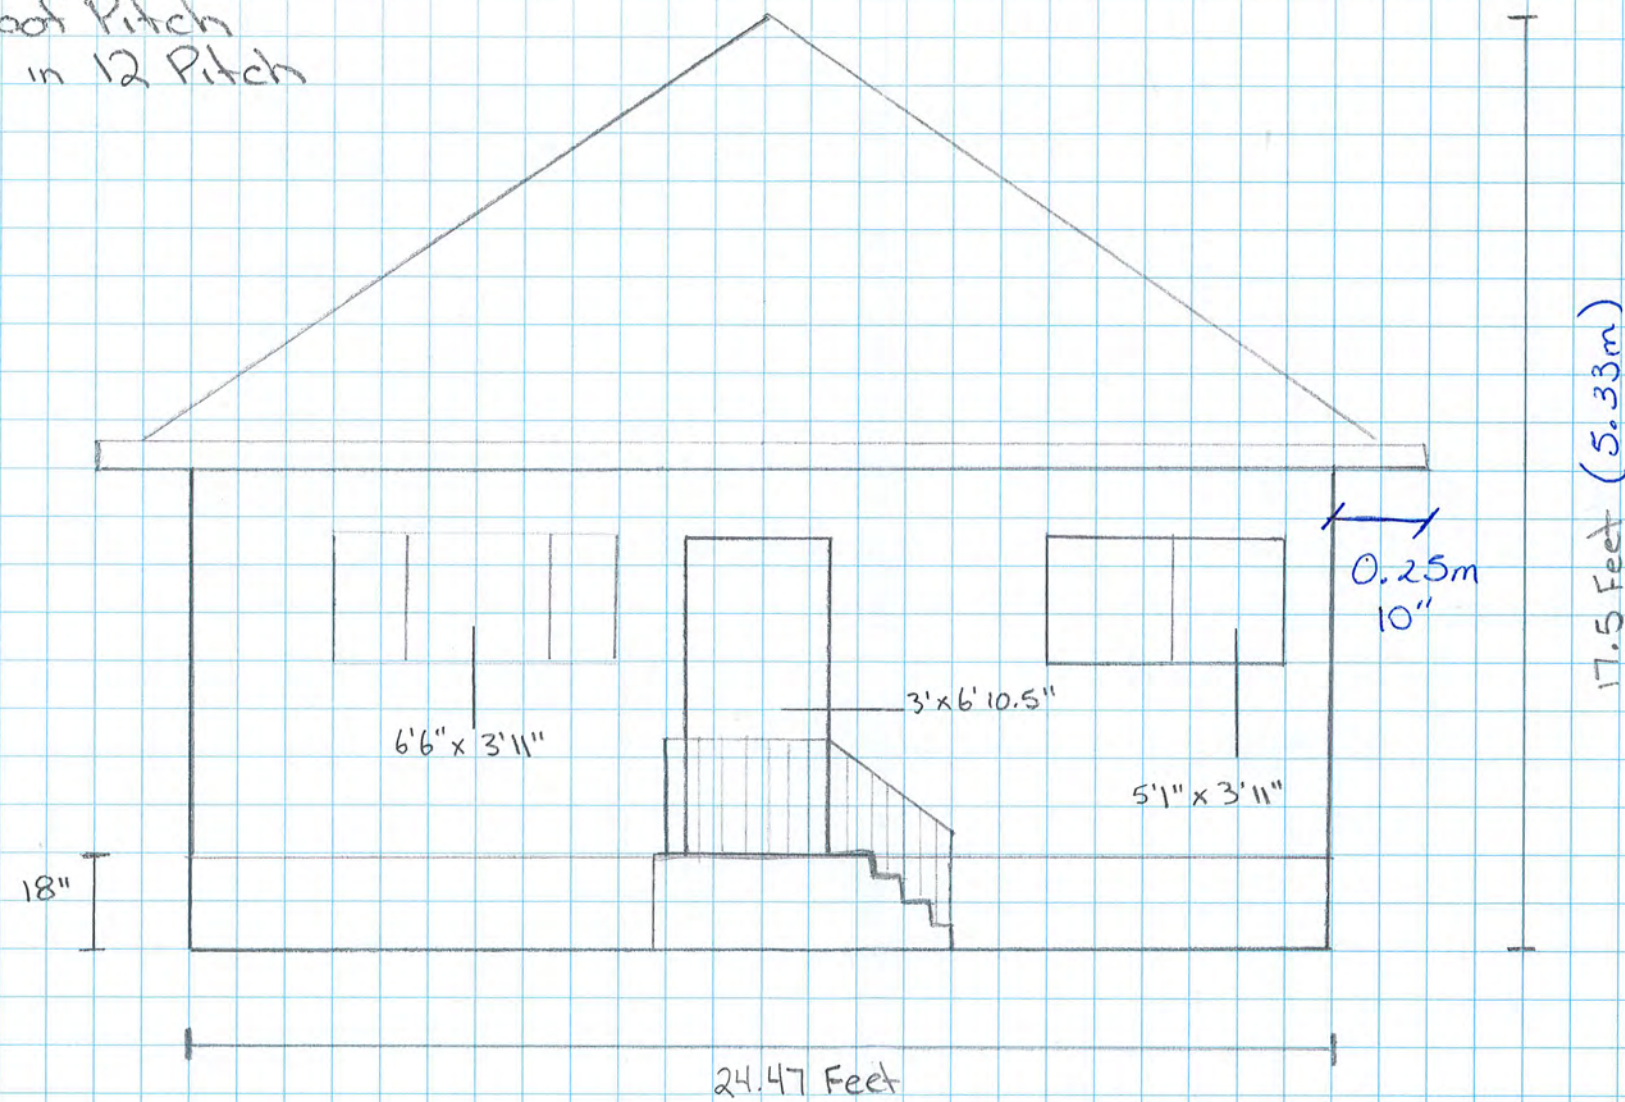 Pitch
in 12 Pitch
17.5 Feet (5.33m)
0.25m
10"
3'x6'10.5"
6'6"x 3'11"
5'1"x 3'11"
18"
24.47 Feet